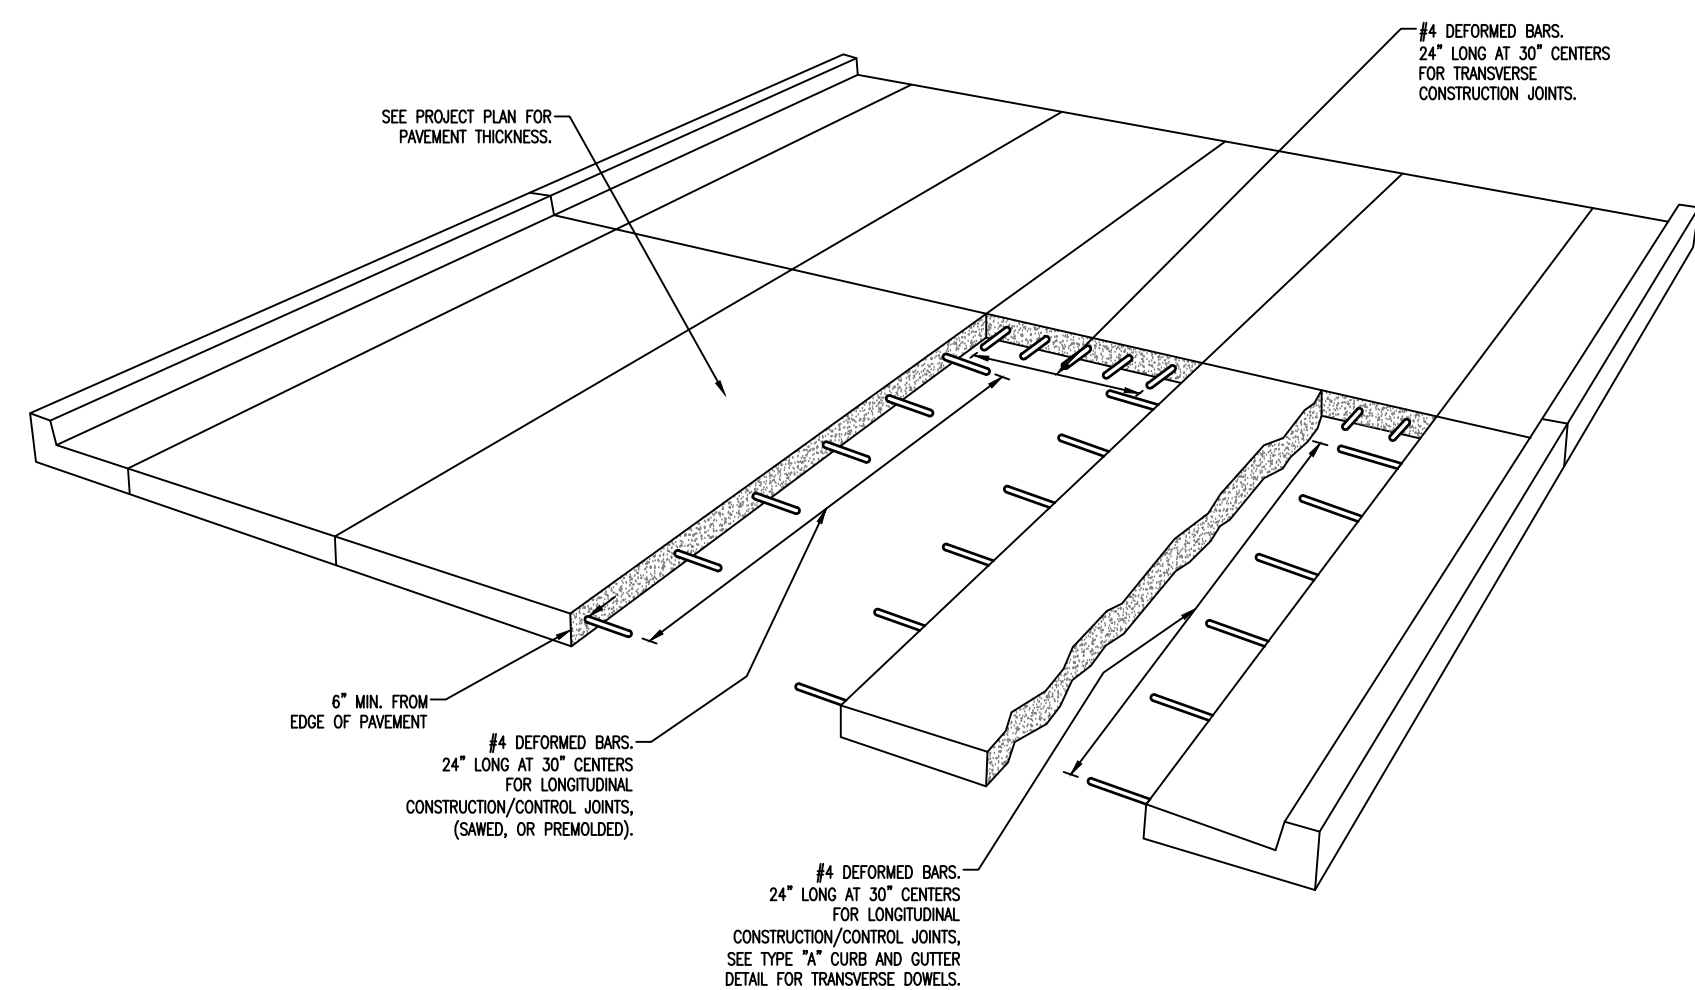 #4 DEFORMED BARS.
24" LONG AT 30" CENTERS
FOR TRANSVERSE
CONSTRUCTION JOINTS.
SEE PROJECT PLAN FOR
PAVEMENT THICKNESS.
6" MIN. FROM
EDGE OF PAVEMENT
#4 DEFORMED BARS.
24" LONG AT 30" CENTERS
FOR LONGITUDINAL
CONSTRUCTION/CONTROL JOINTS,
(SAWED, OR PREMOLDED).
#4 DEFORMED BARS.
24" LONG AT 30" CENTERS
FOR LONGITUDINAL
CONSTRUCTION/CONTROL JOINTS,
SEE TYPE "A" CURB AND GUTTER
DETAIL FOR TRANSVERSE DOWELS.